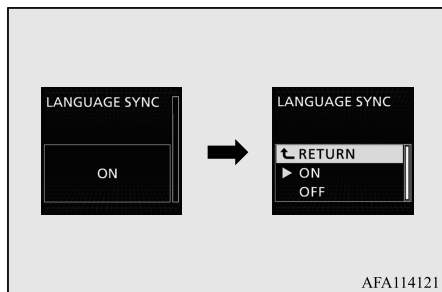 LANGUAGE SYNC
ON
LANGUAGE SYNC
RETURN
ON
OFF
AFA114121